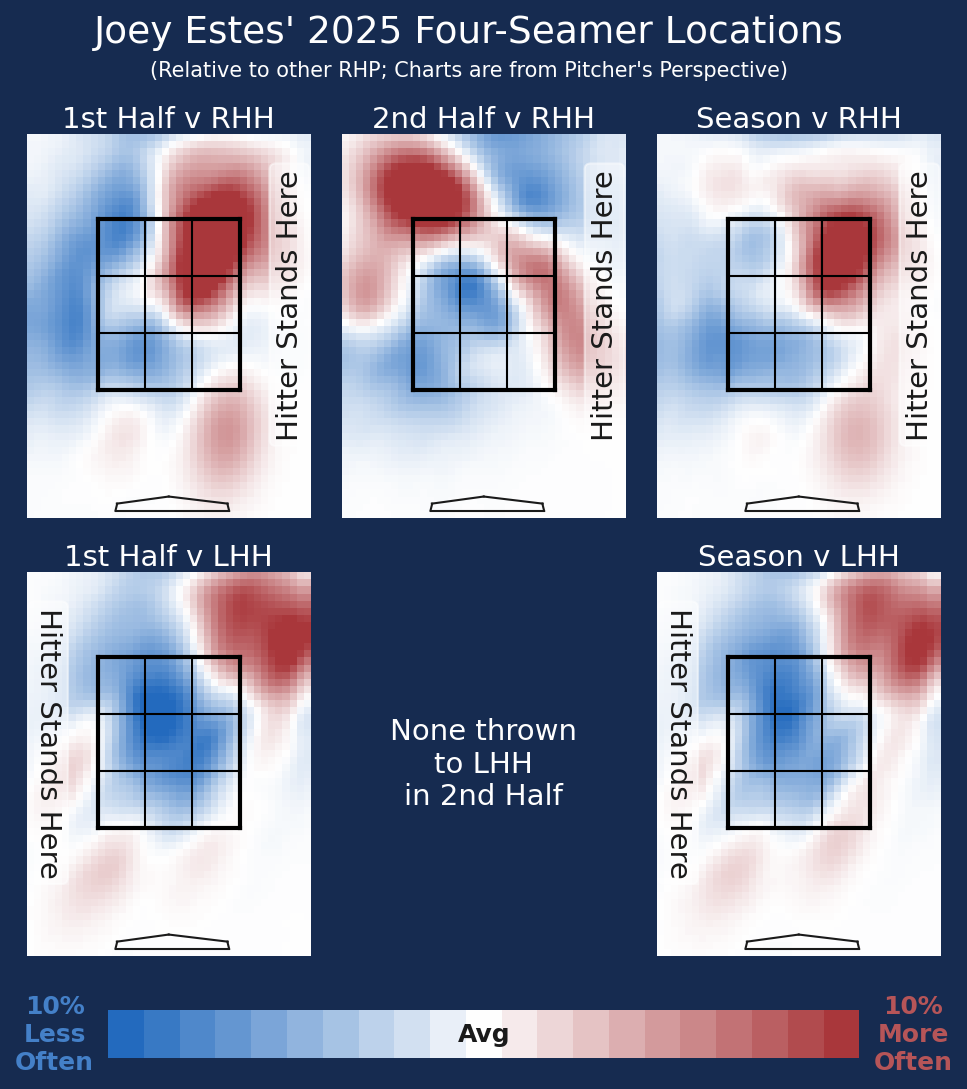 Joey Estes' 2025 Four-Seamer Locations
(Relative to other RHP; Charts are from Pitcher's Perspective)
1st Half v RHH
2nd Half v RHH
Season v RHH
Hitter Stands Here
Hitter Stands Here
Hitter Stands Here
1st Half v LHH
Season v LHH
Hitter Stands Here
None thrown
to LHH
in 2nd Half
Hitter Stands Here
10%
Less
Often
Avg
10%
More
Often